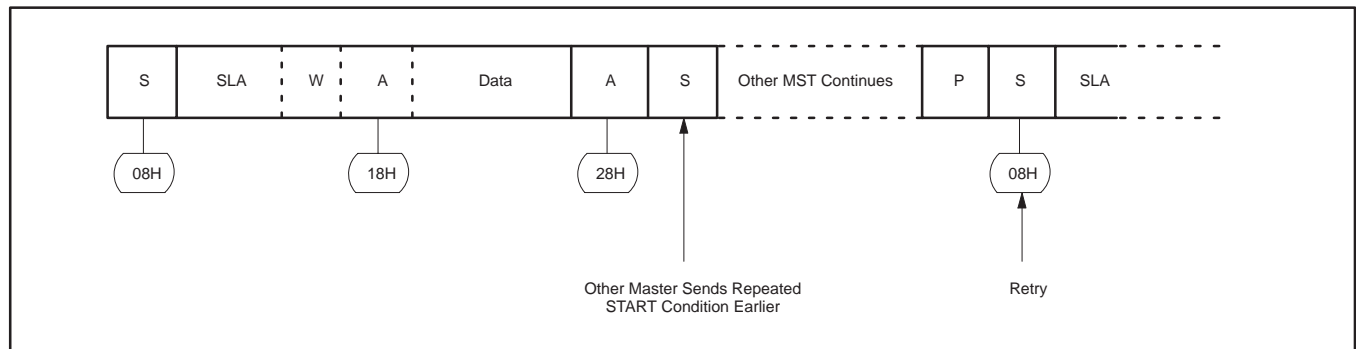 S SLA W A Data A S Other MST Continues P S SLA
08H 18H 28H 08H
Other Master Sends Repeated
START Condition Earlier
Retry